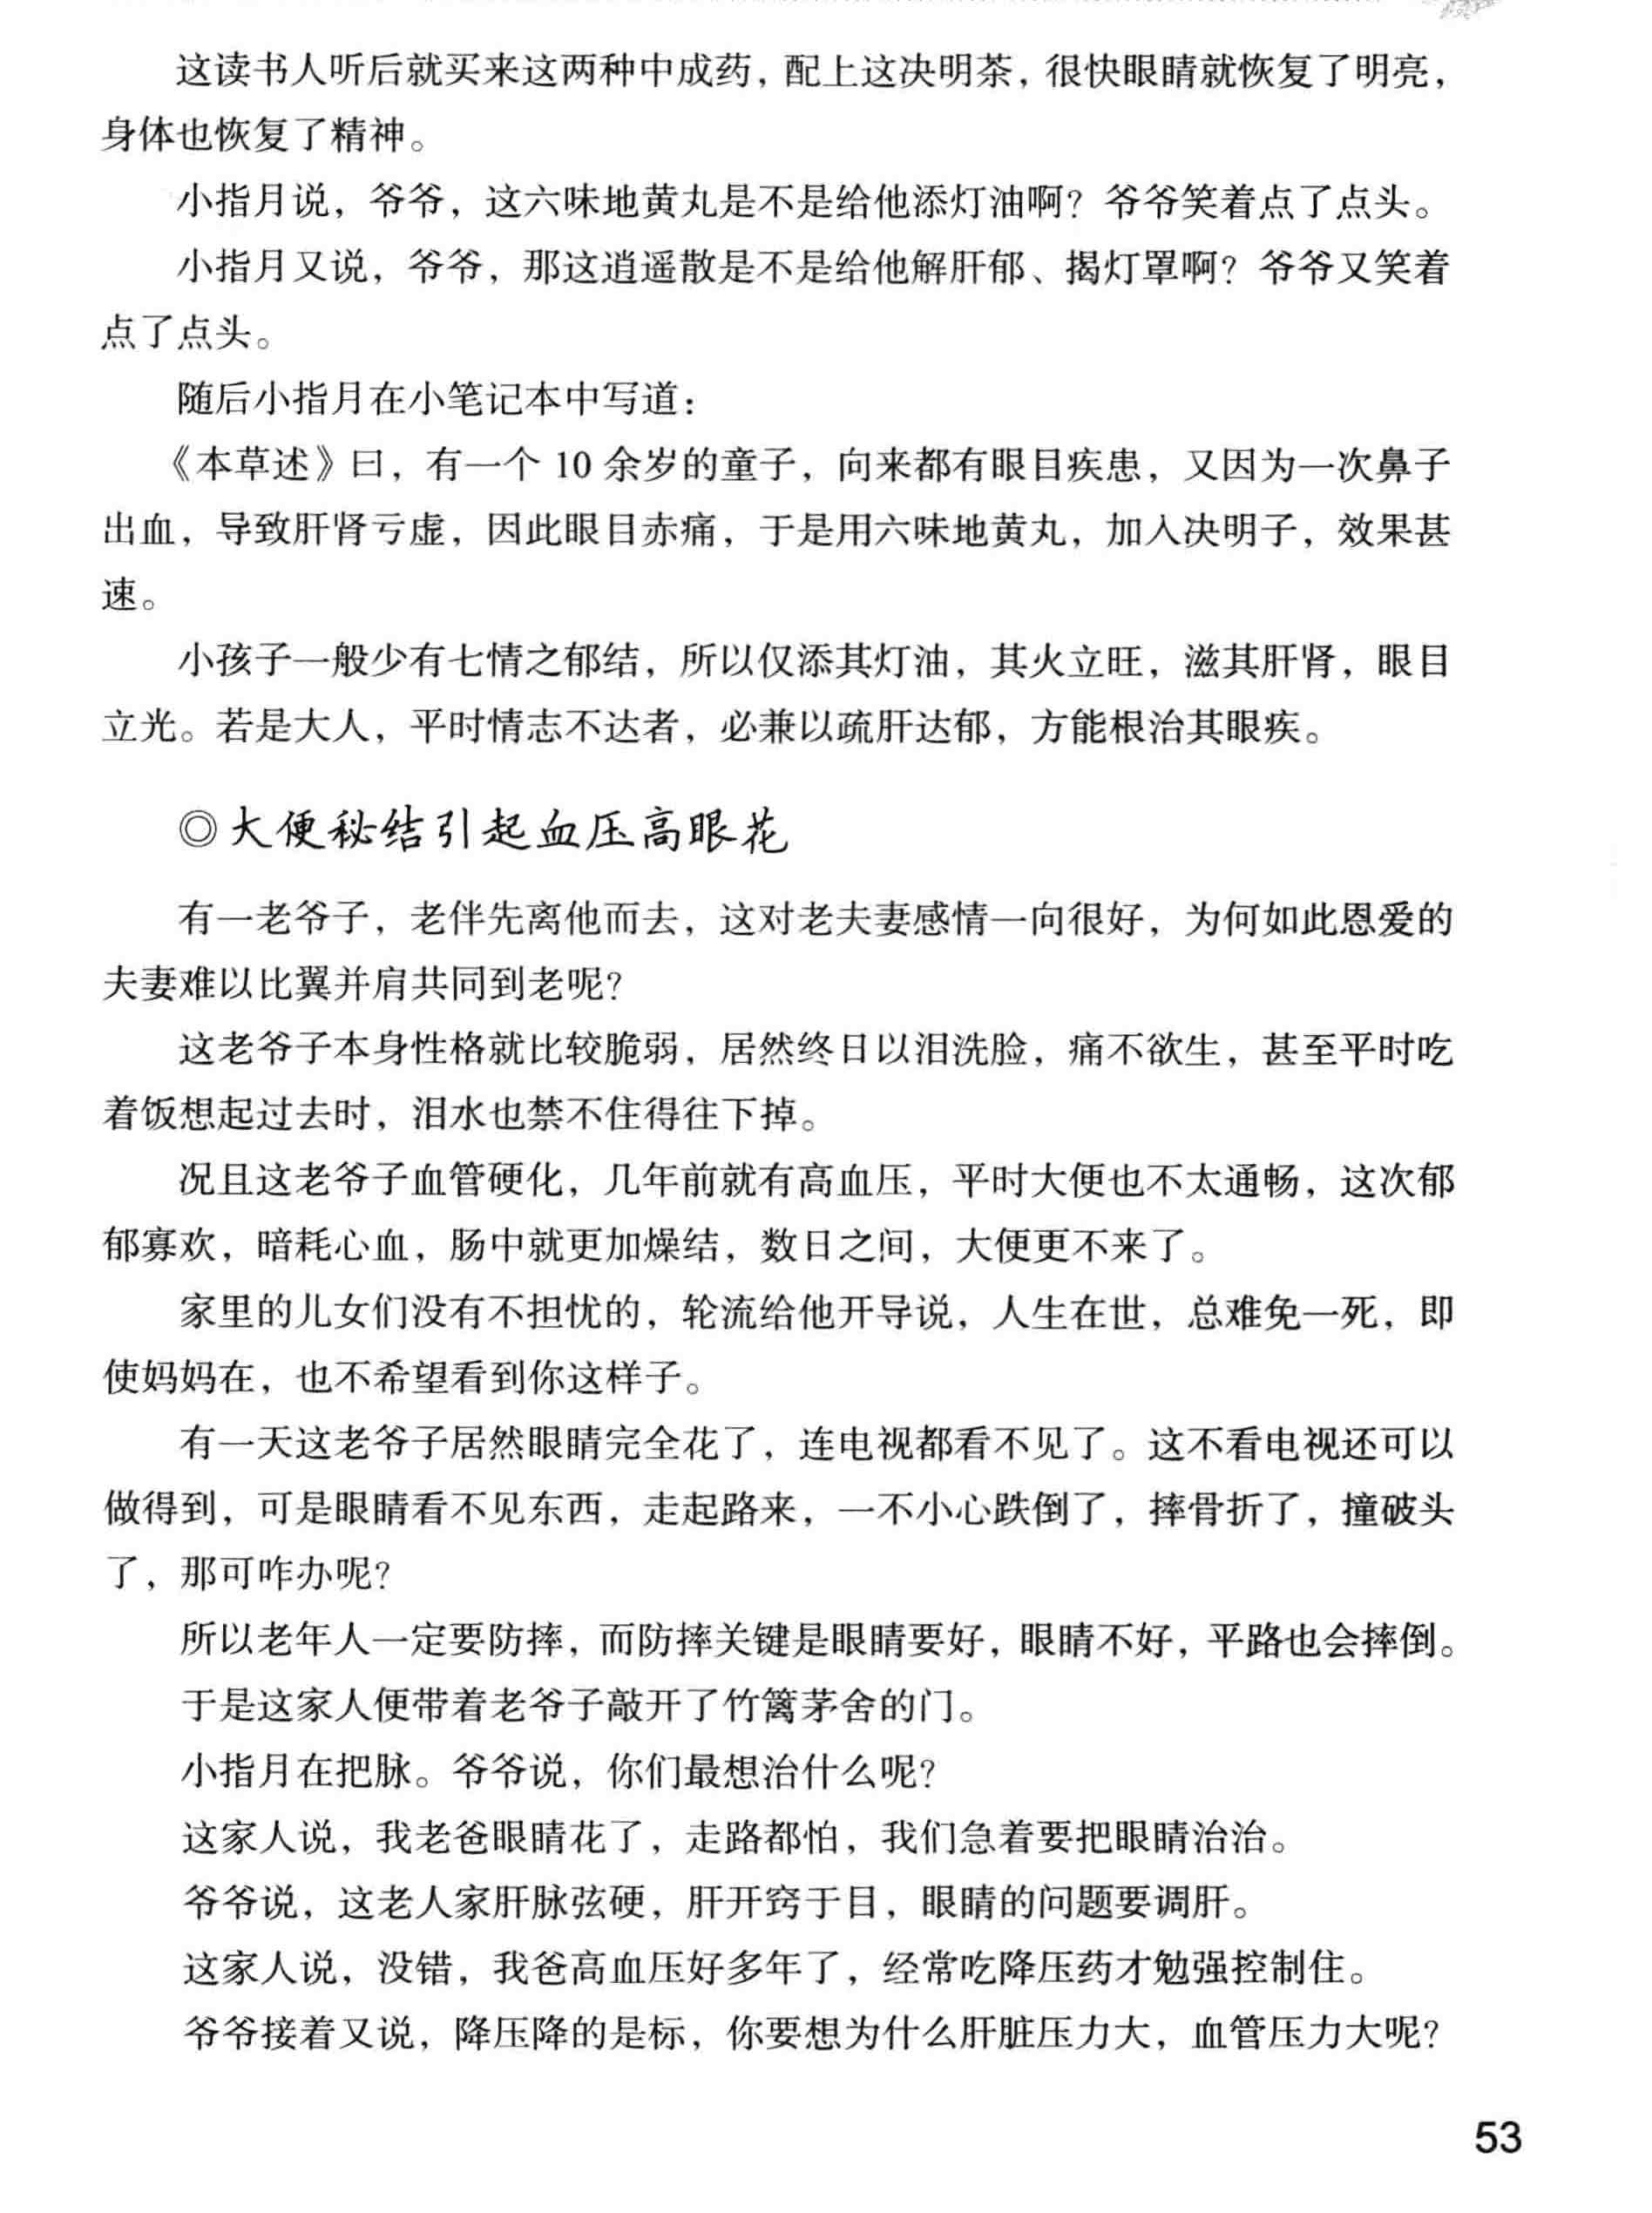 这读书人听后就买来这两种中成药，配上这决明茶，很快眼睛就恢复了明亮，
身体也恢复了精神。
小指月说，爷爷，这六味地黄丸是不是给他添灯油啊？爷爷笑着点了点头。
小指月又说，爷爷，那这逍遥散是不是给他解肝郁、揭灯罩啊？爷爷又笑着
点了点头。
随后小指月在小笔记本中写道：
《本草述》曰，有一个 10 余岁的童子，向来都有眼目疾患，又因为一次鼻子
出血，导致肝肾亏虚，因此眼目赤痛，于是用六味地黄丸，加入决明子，效果甚
速。
小孩子一般少有七情之郁结，所以仅添其灯油，其火立旺，滋其肝肾，眼目
立光。若是大人，平时情志不达者，必兼以疏肝达郁，方能根治其眼疾。
◎大便秘结引起血压高眼花
有一老爷子，老伴先离他而去，这对老夫妻感情一向很好，为何如此恩爱的
夫妻难以比翼并肩共同到老呢？
这老爷子本身性格就比较脆弱，居然终日以泪洗脸，痛不欲生，甚至平时吃
着饭想起过去时，泪水也禁不住得往下掉。
况且这老爷子血管硬化，几年前就有高血压，平时大便也不太通畅，这次郁
郁寡欢，暗耗心血，肠中就更加燥结，数日之间，大便更不来了。
家里的儿女们没有不担忧的，轮流给他开导说，人生在世，总难免一死，即
使妈妈在，也不希望看到你这样子。
有一天这老爷子居然眼睛完全花了，连电视都看不见了。这不看电视还可以
做得到，可是眼睛看不见东西，走起路来，一不小心跌倒了，摔骨折了，撞破头
了，那可咋办呢？
所以老年人一定要防摔，而防摔关键是眼睛要好，眼睛不好，平路也会摔倒。
于是这家人便带着老爷子敲开了竹篱茅舍的门。
小指月在把脉。爷爷说，你们最想治什么呢？
这家人说，我老爸眼睛花了，走路都怕，我们急着要把眼睛治治。
爷爷说，这老人家肝脉弦硬，肝开窍于目，眼睛的问题要调肝。
这家人说，没错，我爸高血压好多年了，经常吃降压药才勉强控制住。
爷爷接着又说，降压降的是标，你要想为什么肝脏压力大，血管压力大呢？
53